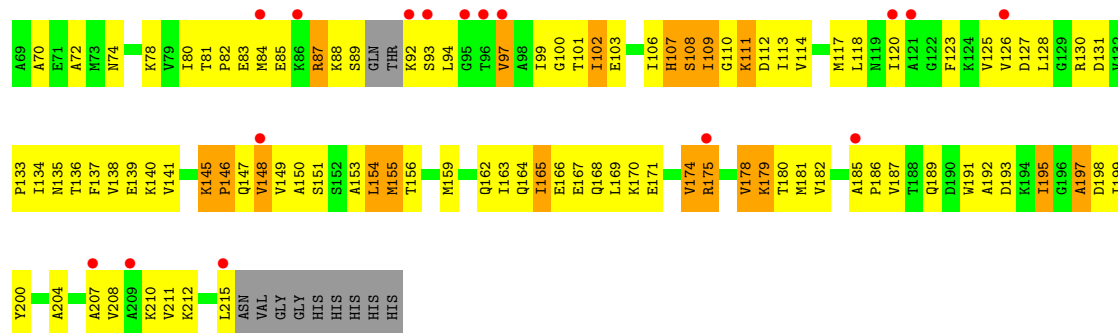 A69 A70 E71 A72 M73 N74 K78 V79 I80 T81 P82 E83 M84 E85 K86 R87 K88 S89 GLN THR K92 S93 L94 G95 T96 V97 A98 I99 G100 T101 I102 E103 I106 H107 S108 I109 G110 K111 D112 I113 V114 M117 L118 N119 I120 A121 G122 F123 K124 V125 V126 D127 L128 G129 R130 D131 V132
P133 I134 N135 T136 F137 V138 E139 K140 V141 K145 P146 Q147 V148 V149 A150 S151 S152 A153 L154 M155 T156 M159 Q162 I163 Q164 I165 E166 E167 Q168 L169 K170 E171 V174 R175 V178 K179 T180 M181 V182 A185 P186 V187 T188 Q189 D190 W191 A192 D193 K194 I195 G196 A197 D198 I199
Y200 A204 A207 V208 A209 K210 V211 K212 L215 ASN VAL GLY GLY HIS HIS HIS HIS HIS